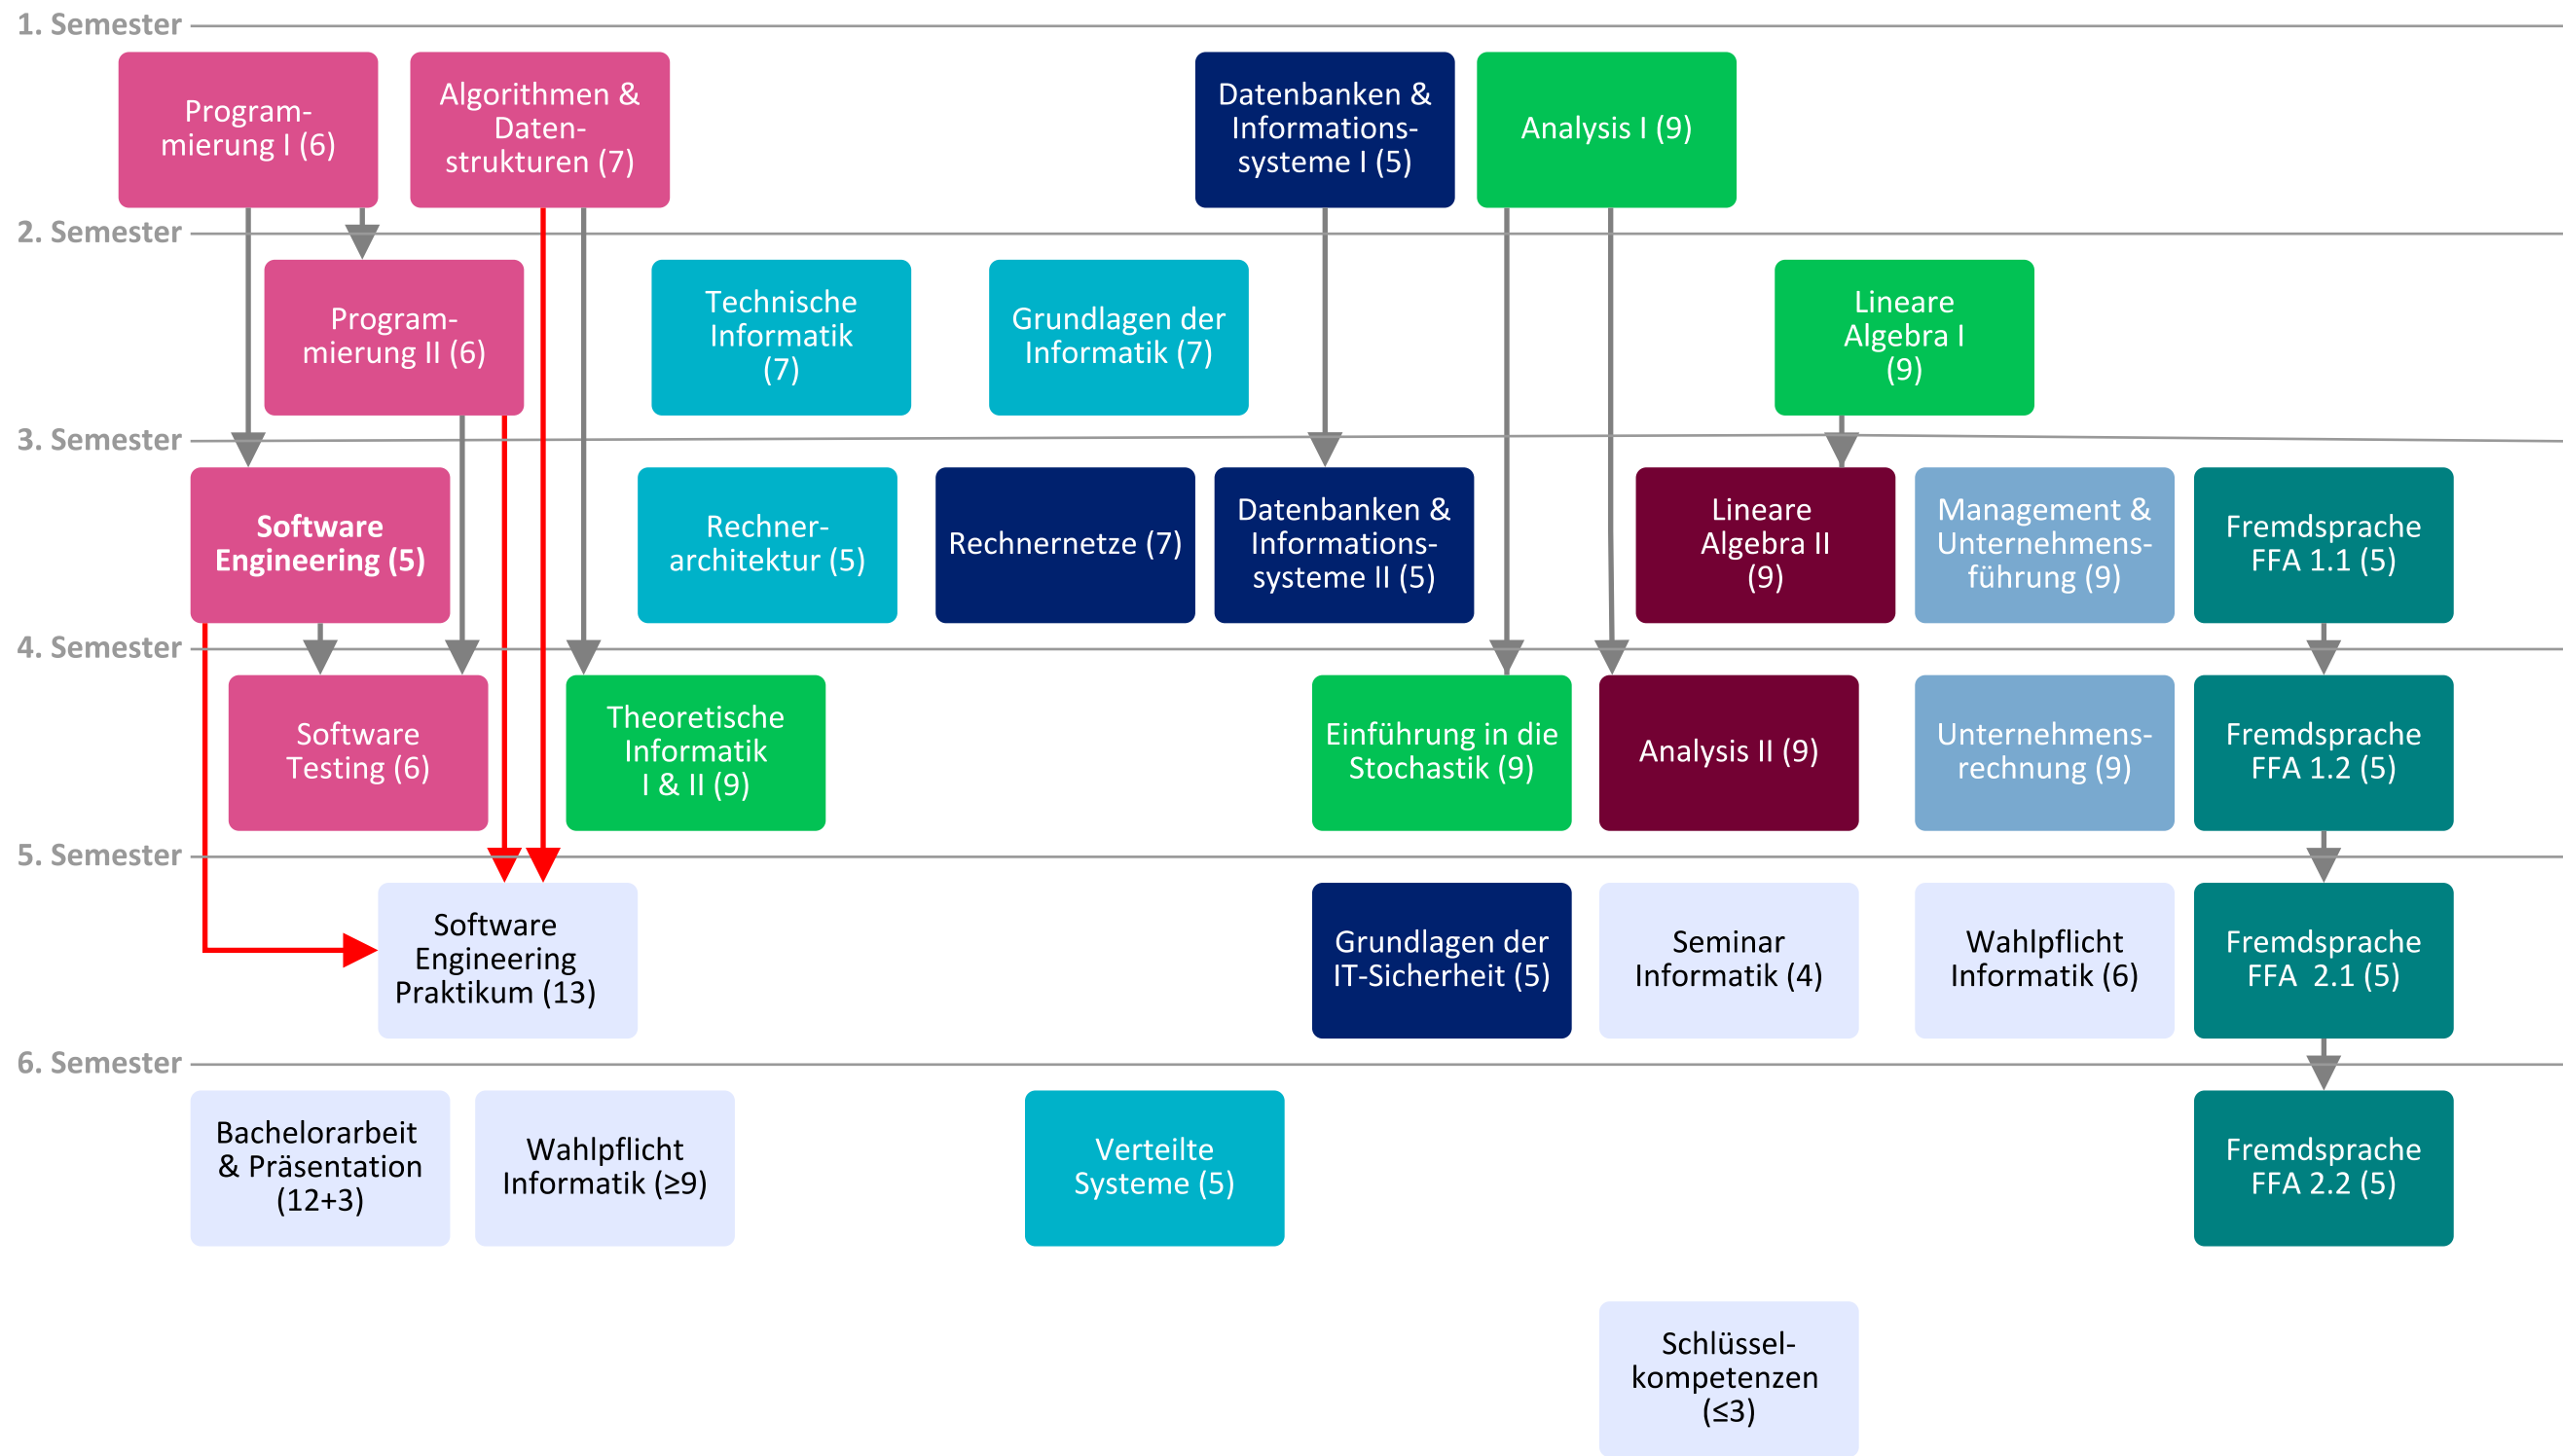 1. Semester
Program-
mierung I (6)
Algorithmen &
Daten-
strukturen (7)
Datenbanken &
Informations-
systeme I (5)
Analysis I (9)
2. Semester
Program-
mierung II (6)
Technische
Informatik
(7)
Grundlagen der
Informatik (7)
Lineare
Algebra I
(9)
3. Semester
Software
Engineering (5)
Rechner-
architektur (5)
Rechnernetze (7)
Datenbanken &
Informations-
systeme II (5)
Lineare
Algebra II
(9)
Management &
Unternehmens-
führung (9)
Fremdsprache
FFA 1.1 (5)
4. Semester
Software
Testing (6)
Theoretische
Informatik
I & II (9)
Einführung in die
Stochastik (9)
Analysis II (9)
Unternehmens-
rechnung (9)
Fremdsprache
FFA 1.2 (5)
5. Semester
Software
Engineering
Praktikum (13)
Grundlagen der
IT-Sicherheit (5)
Seminar
Informatik (4)
Wahlpflicht
Informatik (6)
Fremdsprache
FFA 2.1 (5)
6. Semester
Bachelorarbeit
& Präsentation
(12+3)
Wahlpflicht
Informatik (≥9)
Verteilte
Systeme (5)
Fremdsprache
FFA 2.2 (5)
Schlüssel-
kompetenzen
(≤3)